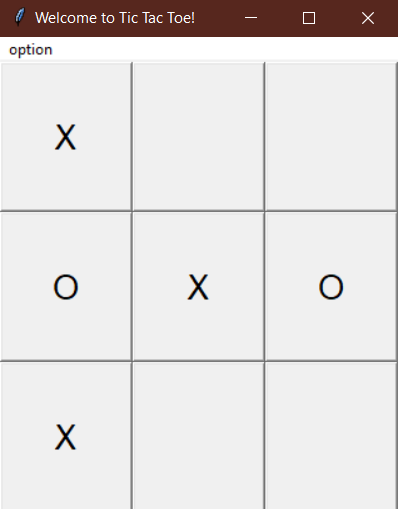 Welcome to Tic Tac Toe!
option
X
O X O
X